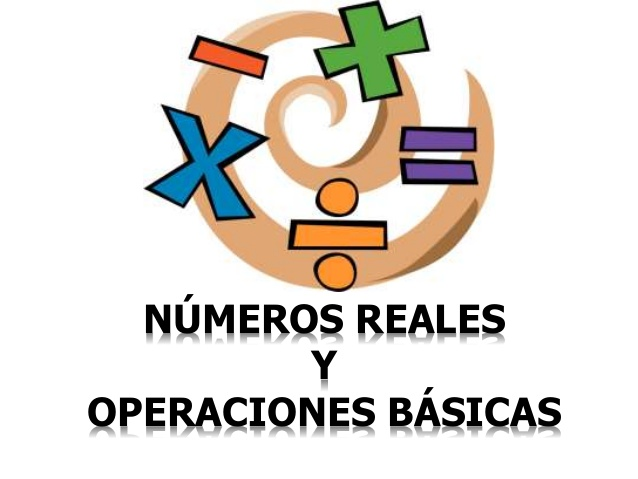 NÚMEROS REALES
Y
OPERACIONES BÁSICAS